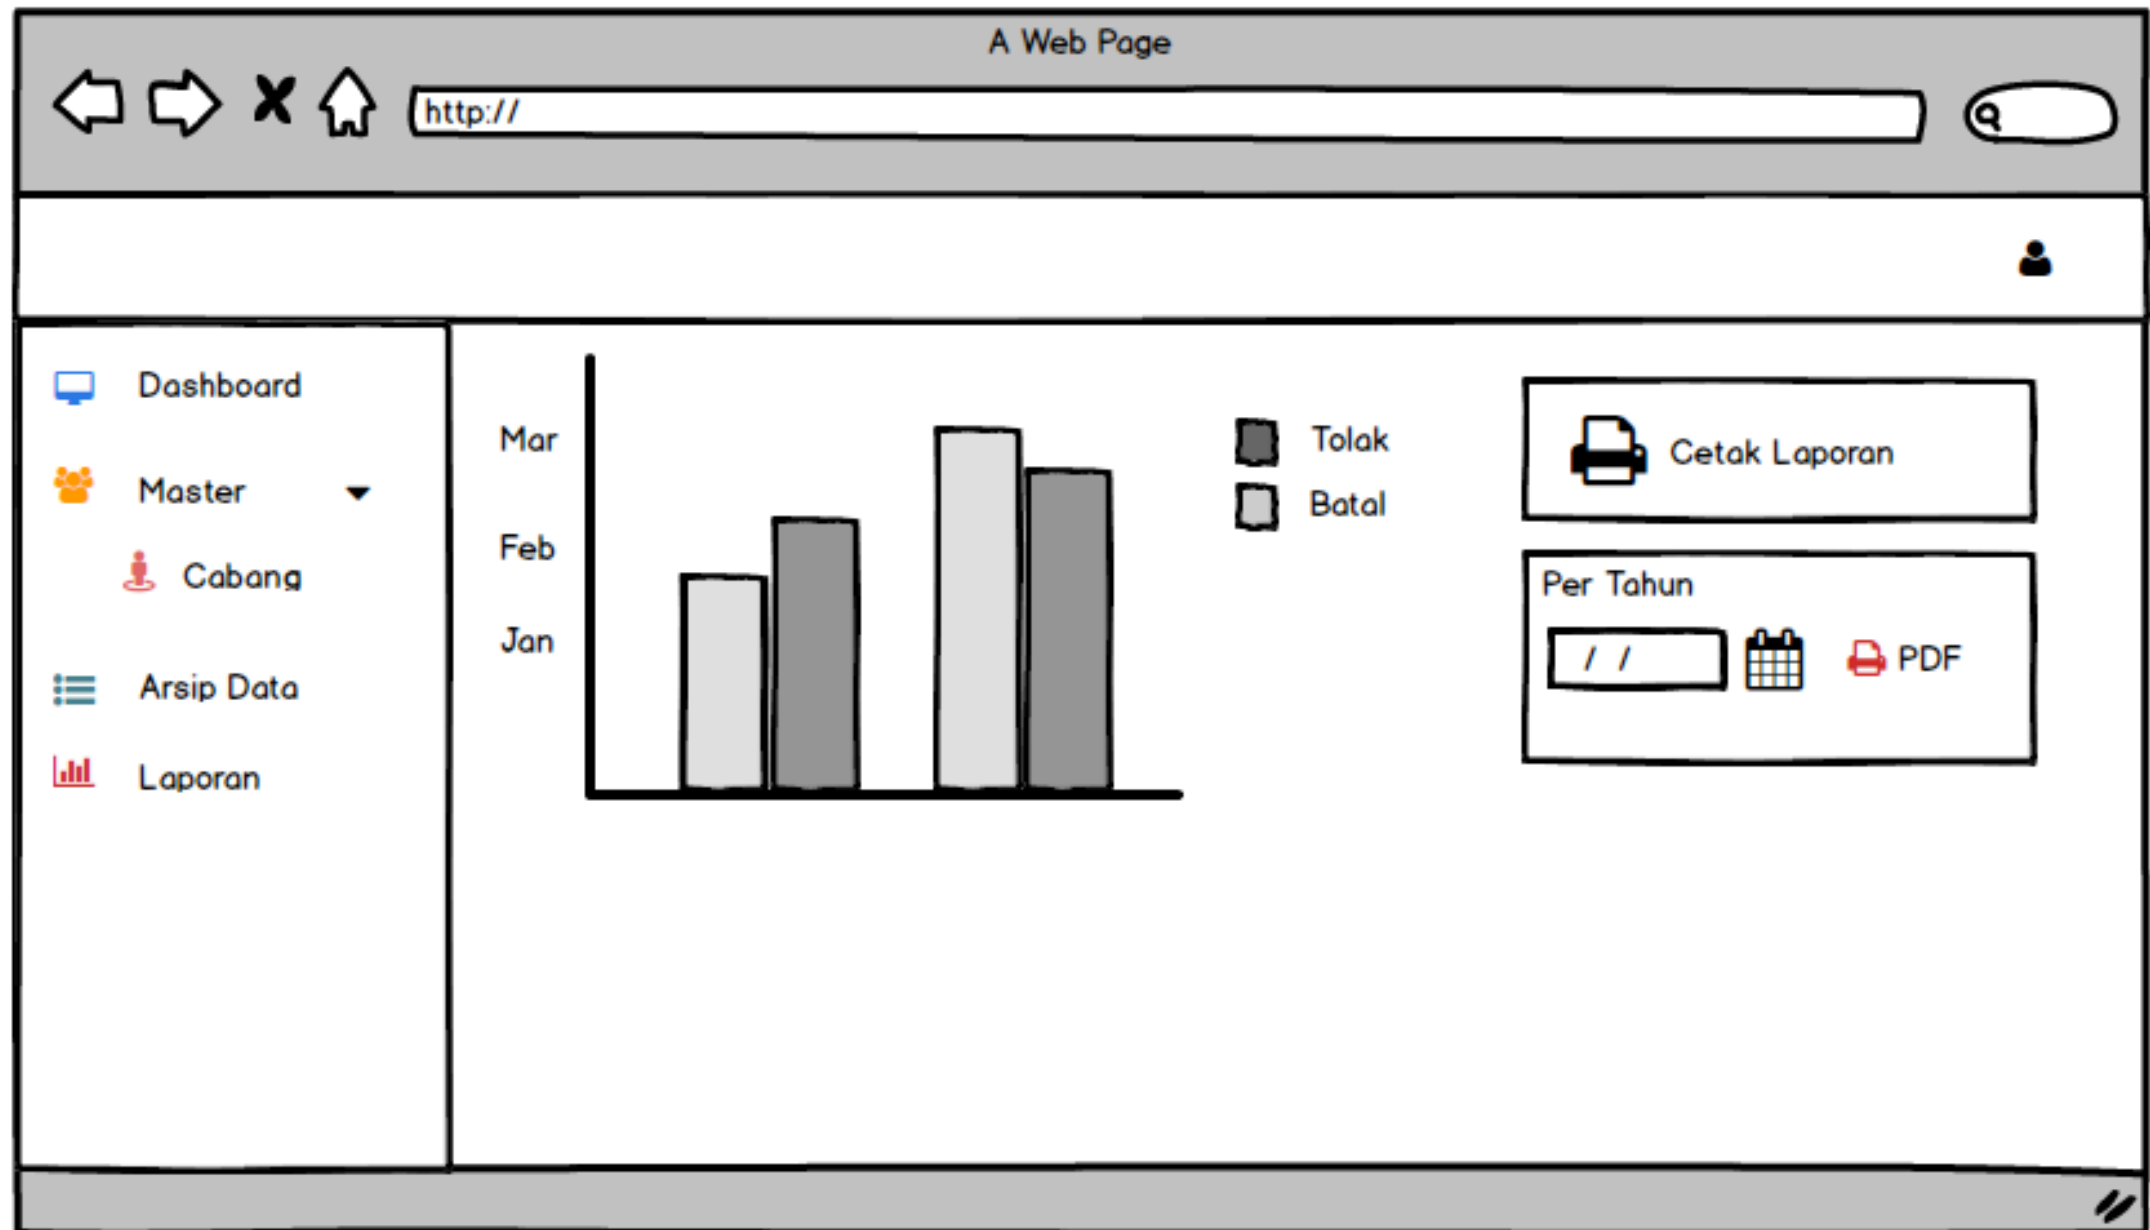 A Web Page
http://
Dashboard
Master
Cabang
Arsip Data
Laporan
Mar
Feb
Jan
Tolak
Batal
Cetak Laporan
Per Tahun
/ /
PDF